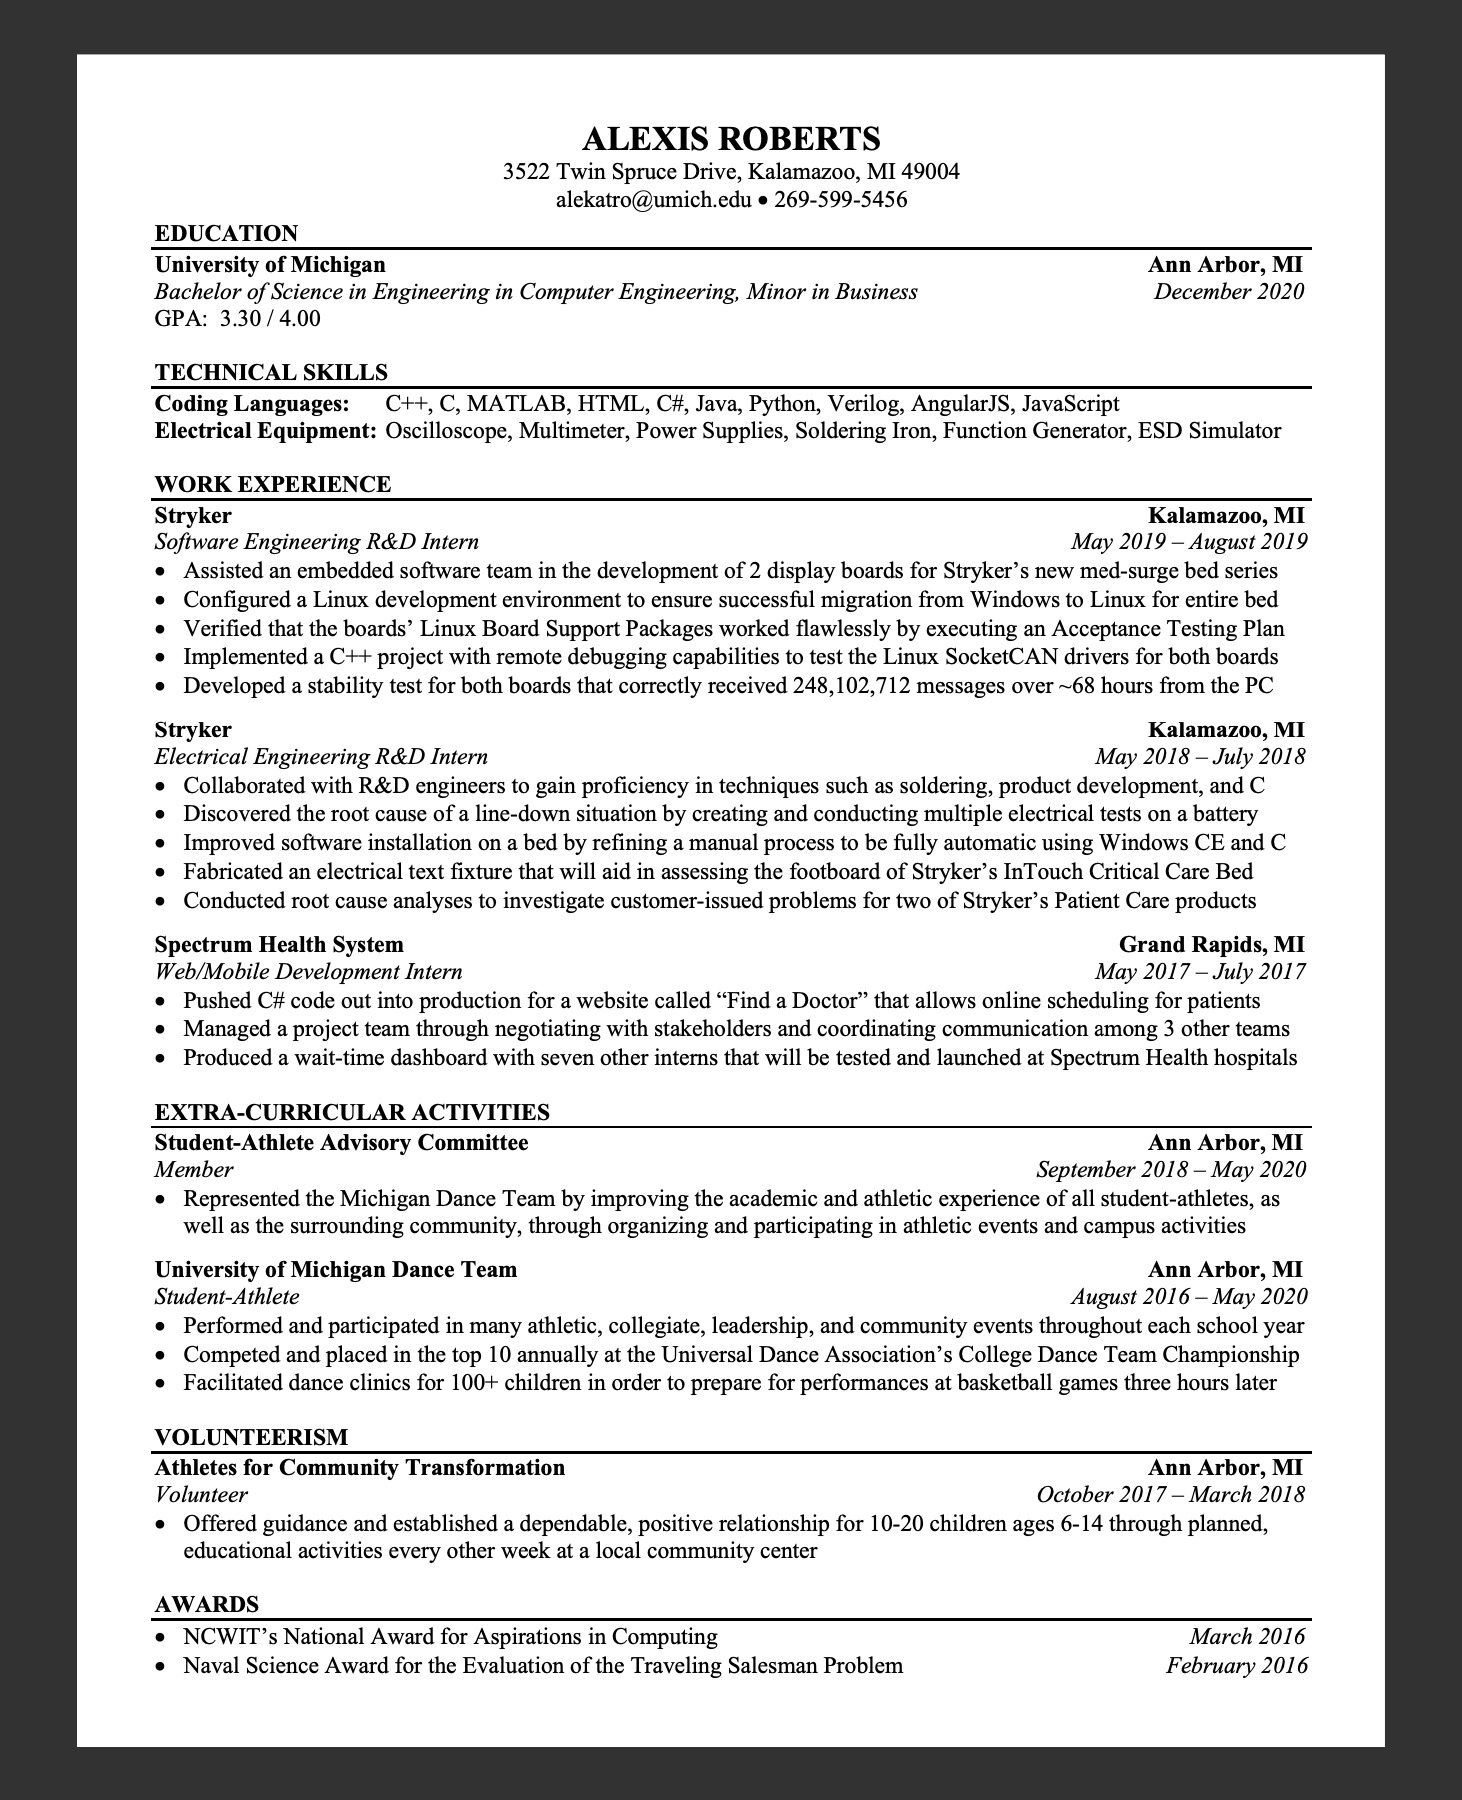 ALEXIS ROBERTS
3522 Twin Spruce Drive, Kalamazoo, MI 49004
alekatro@umich.edu • 269-599-5456
EDUCATION
University of Michigan Ann Arbor, MI
Bachelor of Science in Engineering in Computer Engineering, Minor in Business December 2020
GPA: 3.30 / 4.00
TECHNICAL SKILLS
Coding Languages: C++, C, MATLAB, HTML, C#, Java, Python, Verilog, AngularJS, JavaScript
Electrical Equipment: Oscilloscope, Multimeter, Power Supplies, Soldering Iron, Function Generator, ESD Simulator
WORK EXPERIENCE
Stryker Kalamazoo, MI
Software Engineering R&D Intern May 2019 – August 2019
• Assisted an embedded software team in the development of 2 display boards for Stryker’s new med-surge bed series
• Configured a Linux development environment to ensure successful migration from Windows to Linux for entire bed
• Verified that the boards’ Linux Board Support Packages worked flawlessly by executing an Acceptance Testing Plan
• Implemented a C++ project with remote debugging capabilities to test the Linux SocketCAN drivers for both boards
• Developed a stability test for both boards that correctly received 248,102,712 messages over ~68 hours from the PC
Stryker Kalamazoo, MI
Electrical Engineering R&D Intern May 2018 – July 2018
• Collaborated with R&D engineers to gain proficiency in techniques such as soldering, product development, and C
• Discovered the root cause of a line-down situation by creating and conducting multiple electrical tests on a battery
• Improved software installation on a bed by refining a manual process to be fully automatic using Windows CE and C
• Fabricated an electrical text fixture that will aid in assessing the footboard of Stryker’s InTouch Critical Care Bed
• Conducted root cause analyses to investigate customer-issued problems for two of Stryker’s Patient Care products
Spectrum Health System Grand Rapids, MI
Web/Mobile Development Intern May 2017 – July 2017
• Pushed C# code out into production for a website called “Find a Doctor” that allows online scheduling for patients
• Managed a project team through negotiating with stakeholders and coordinating communication among 3 other teams
• Produced a wait-time dashboard with seven other interns that will be tested and launched at Spectrum Health hospitals
EXTRA-CURRICULAR ACTIVITIES
Student-Athlete Advisory Committee Ann Arbor, MI
Member September 2018 – May 2020
• Represented the Michigan Dance Team by improving the academic and athletic experience of all student-athletes, as
well as the surrounding community, through organizing and participating in athletic events and campus activities
University of Michigan Dance Team Ann Arbor, MI
Student-Athlete August 2016 – May 2020
• Performed and participated in many athletic, collegiate, leadership, and community events throughout each school year
• Competed and placed in the top 10 annually at the Universal Dance Association’s College Dance Team Championship
• Facilitated dance clinics for 100+ children in order to prepare for performances at basketball games three hours later
VOLUNTEERISM
Athletes for Community Transformation Ann Arbor, MI
Volunteer October 2017 – March 2018
• Offered guidance and established a dependable, positive relationship for 10-20 children ages 6-14 through planned,
educational activities every other week at a local community center
AWARDS
• NCWIT’s National Award for Aspirations in Computing March 2016
• Naval Science Award for the Evaluation of the Traveling Salesman Problem February 2016